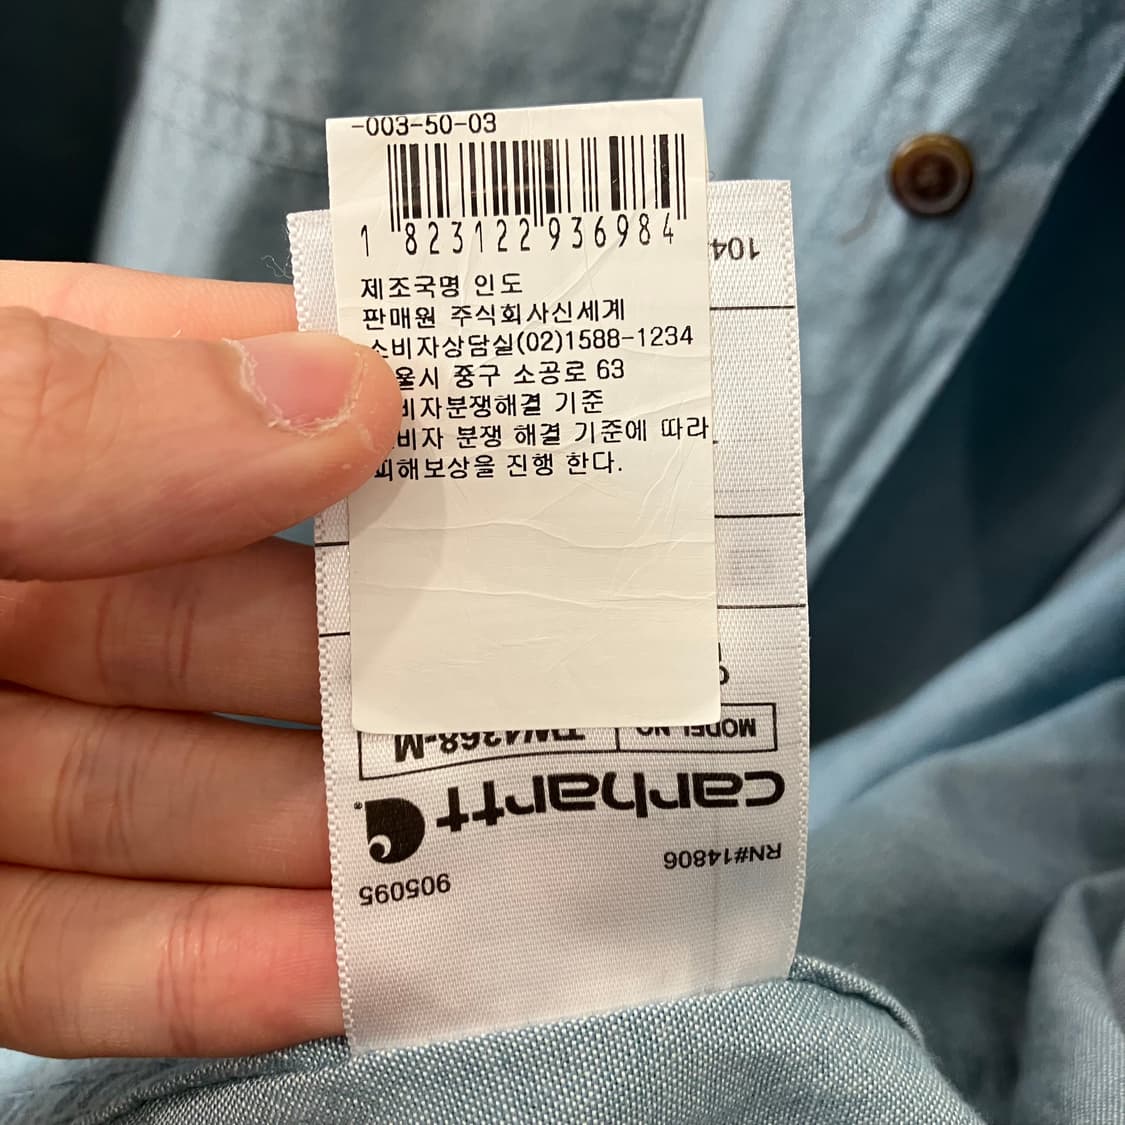 -003-50-03
1 823122 936984
제조국명 인도
판매원 주식회사신세계
소비자상담실(02)1588-1234
울시 중구 소공로 63
비자분쟁해결 기준
비자 분쟁 해결 기준에 따라
피해보상을 진행 한다.
104
MODEL NO
carhartt
RN#14806
905095